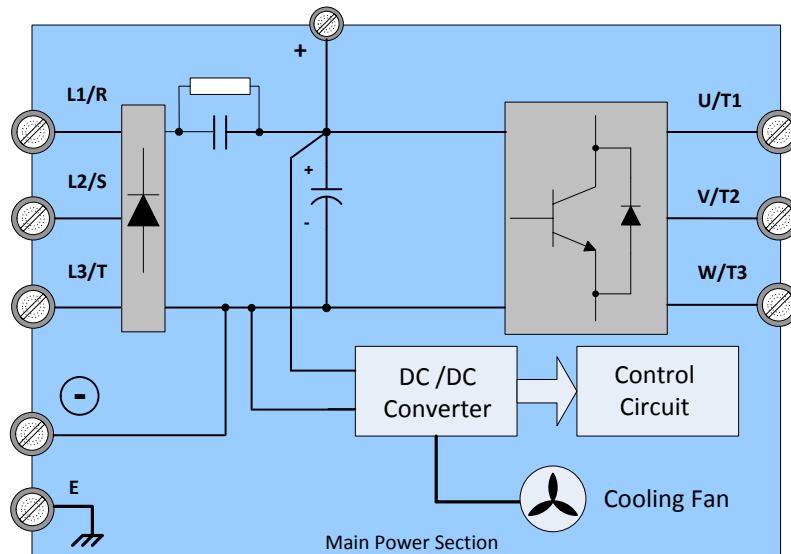 +
L1/R
U/T1
L2/S
+
-
V/T2
L3/T
W/T3
-
DC /DC
Converter
Control
Circuit
E
Cooling Fan
Main Power Section